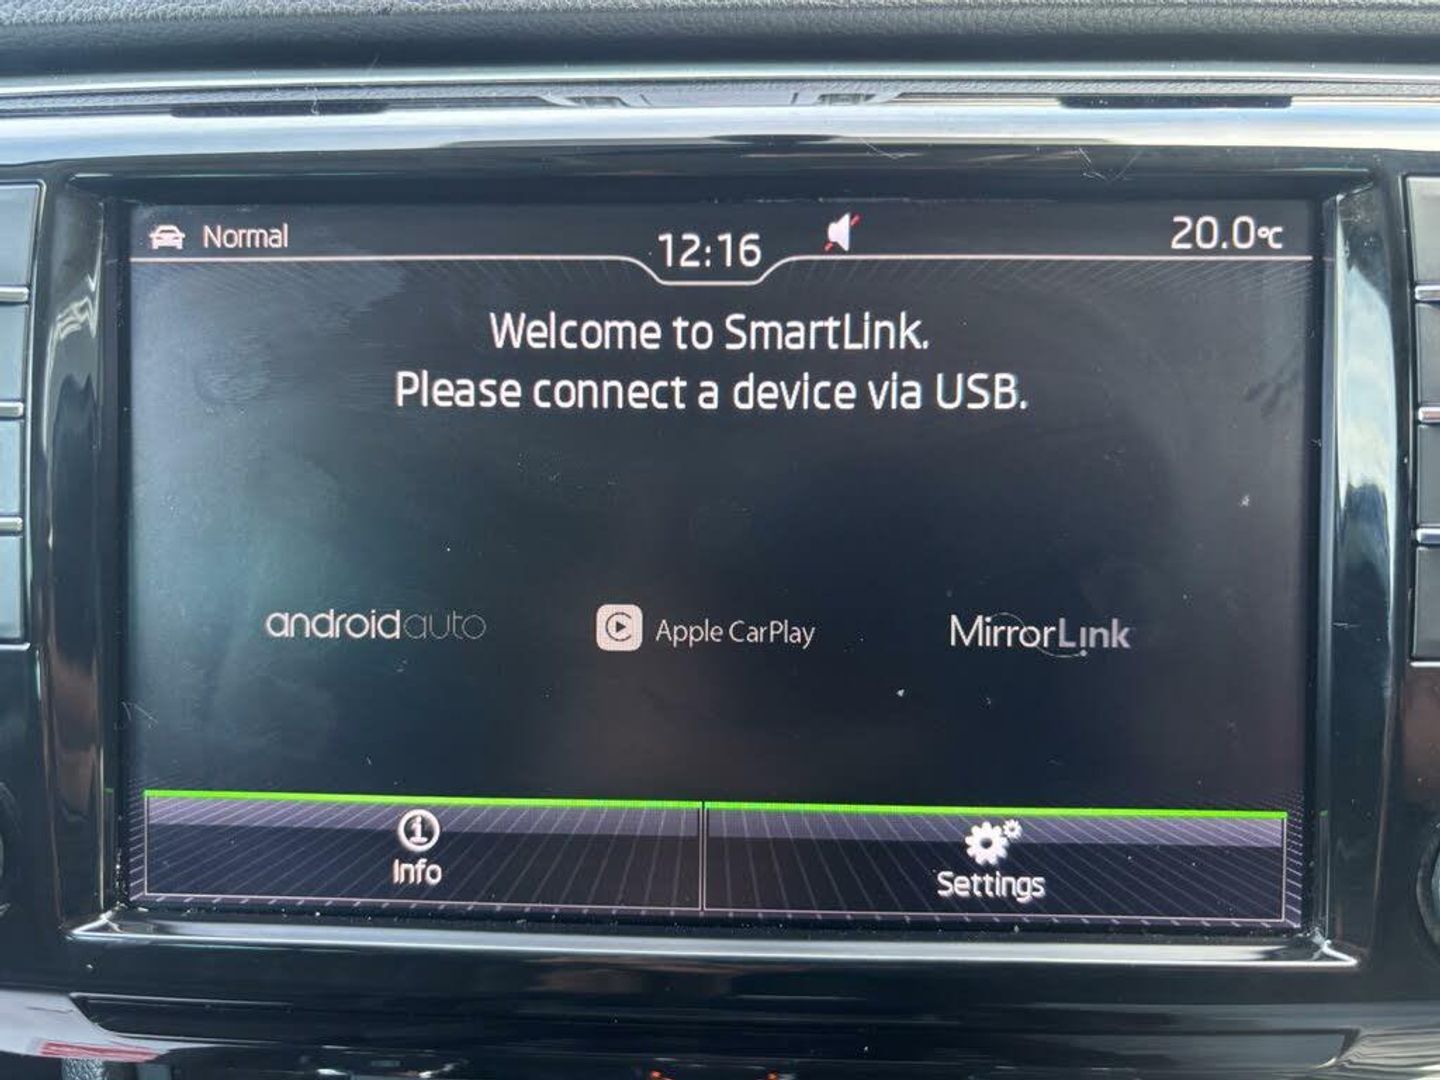 Normal
12:16
20.0°C
Welcome to SmartLink.
Please connect a device via USB.
androidauto
Apple CarPlay
MirrorLink
Info
Settings